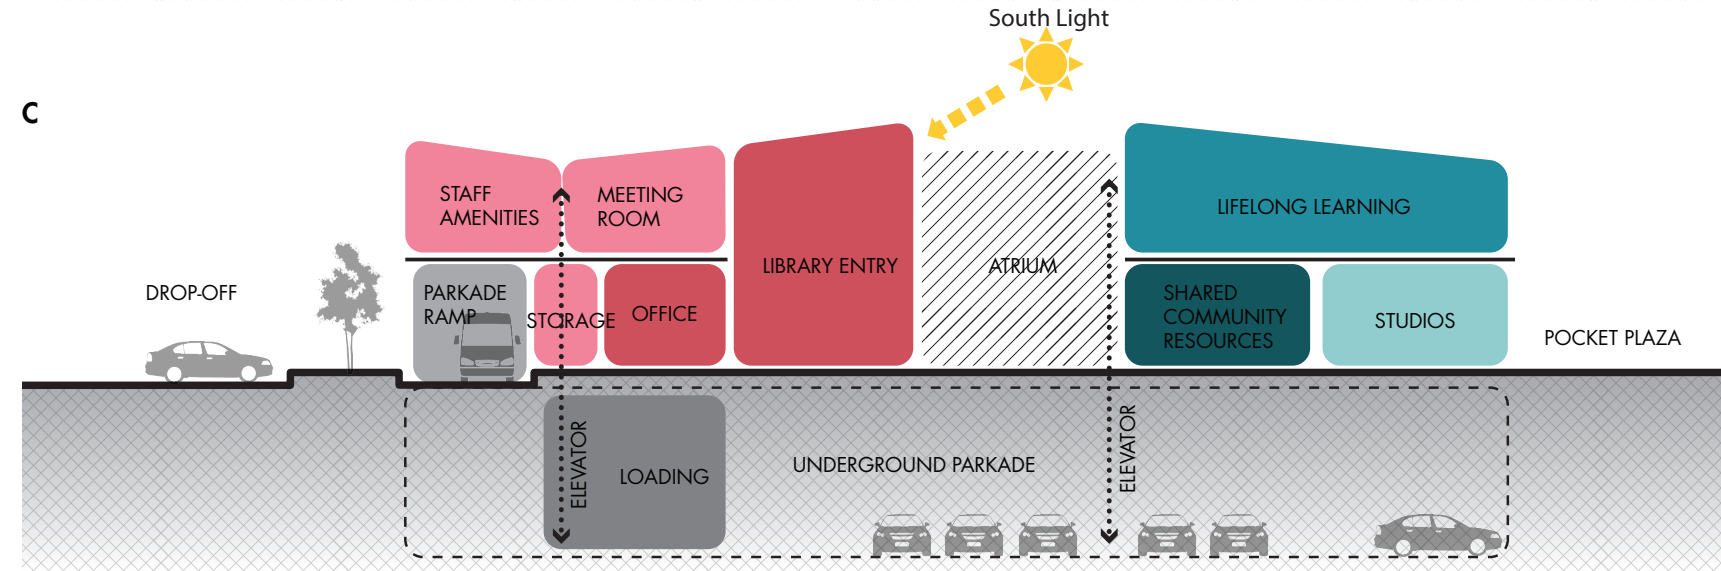 South Light
C
STAFF
AMENITIES
MEETING
ROOM
LIFELONG LEARNING
LIBRARY ENTRY
ATRIUM
DROP-OFF
PARKADE
RAMP
STORAGE
OFFICE
SHARED
COMMUNITY
RESOURCES
STUDIOS
POCKET PLAZA
ELEVATOR
LOADING
UNDERGROUND PARKADE
ELEVATOR